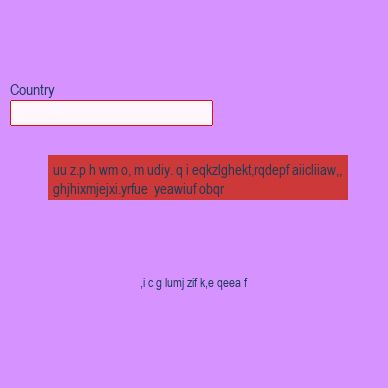 Country
uu z.p h wm o, m udiy. q i eqkzlghekt,rqdepf aiicliiaw,,
ghjhixmjejxi.yrfue  yeawiuf obqr
,i c g lumj zif k,e qeea f